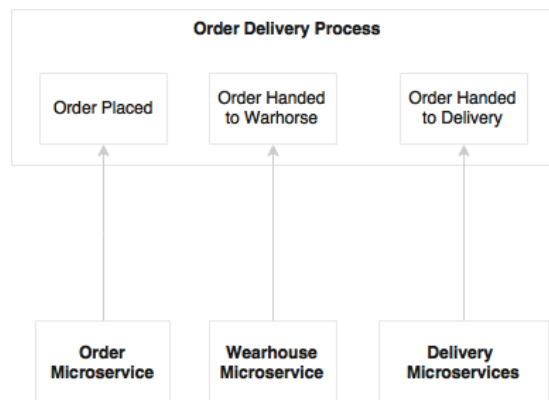 Order Delivery Process
Order Placed
Order Handed
to Warhorse
Order Handed
to Delivery
Order
Microservice
Wearhouse
Microservice
Delivery
Microservices